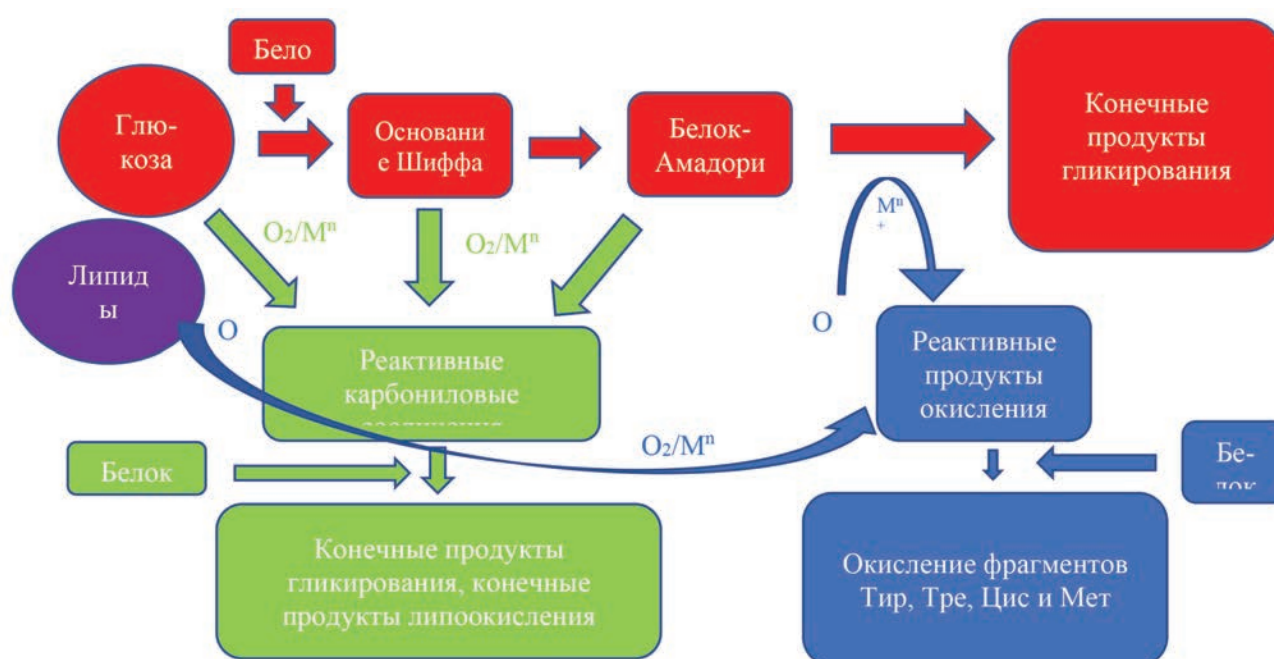 Бело
Глю-
коза
Основани
е Шиффа
Белок-
Амадори
Конечные
продукты
гликирования
Липид
ы
O₂/Mⁿ
O₂/Mⁿ
Mⁿ
+
O
O
Реактивные
карбониловые
Реактивные
продукты
окисления
Белок
O₂/Mⁿ
Бе-
лок
Конечные продукты
гликирования, конечные
продукты липоокисления
Окисление фрагментов
Тир, Тре, Цис и Мет